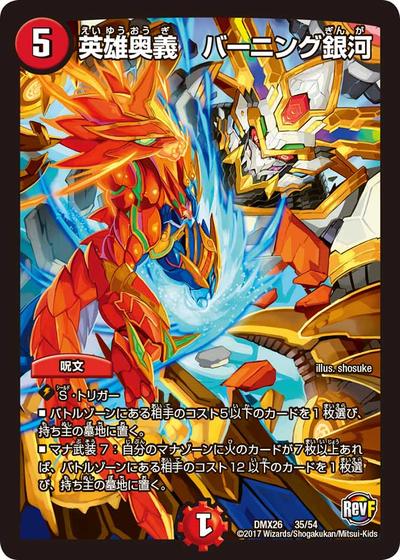 5
えいゆうおうぎ ぎんが
英雄奥義 バーニング銀河
illus. shosuke
呪文
シールド
S・トリガー
■バトルゾーンにある相手のコスト5以下のカードを1枚選び、
持ち主の墓地に置く。
■マナ武装 7：自分のマナゾーンに火のカードが7枚以上あ
れば、バトルゾーンにある相手のコスト12以下のカードを1枚
選び、持ち主の墓地に置く。
RevF
1
DMX26 35/54
©2017 Wizards/Shogakukan/Mitsui-Kids